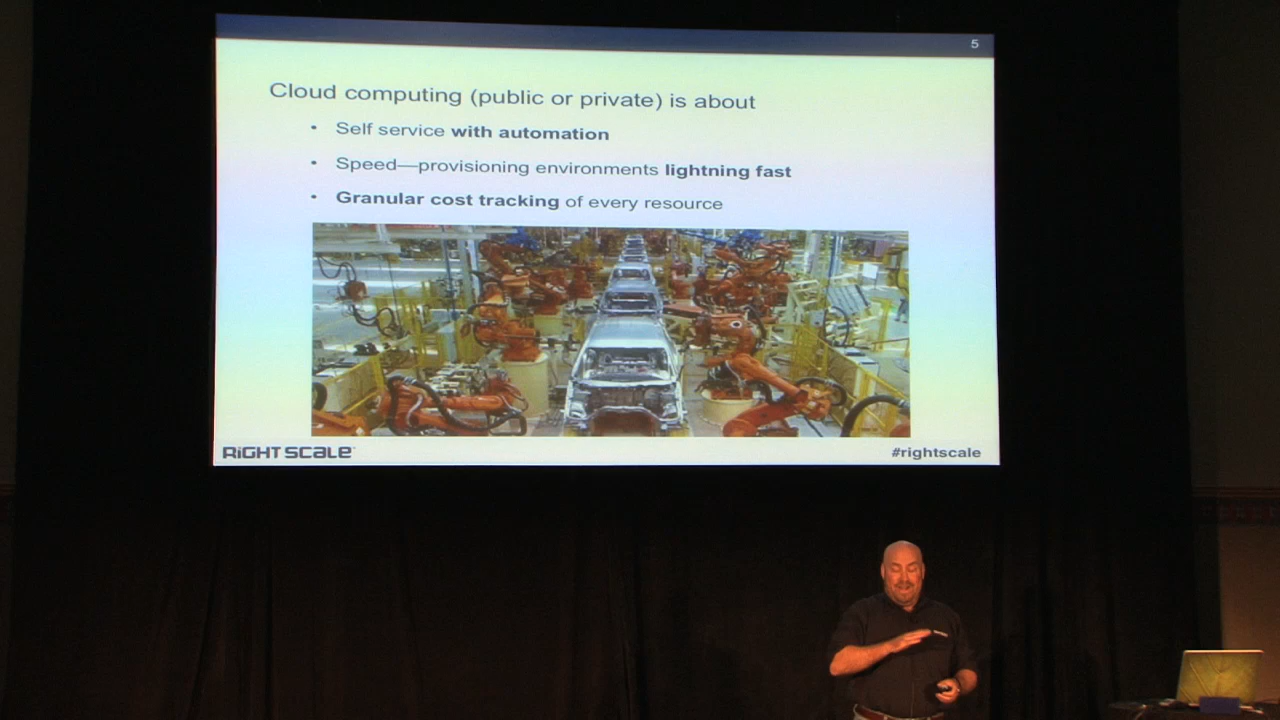 5
Cloud computing (public or private) is about
• Self service with automation
• Speed—provisioning environments lightning fast
• Granular cost tracking of every resource
RIGHTSCALE
#rightscale